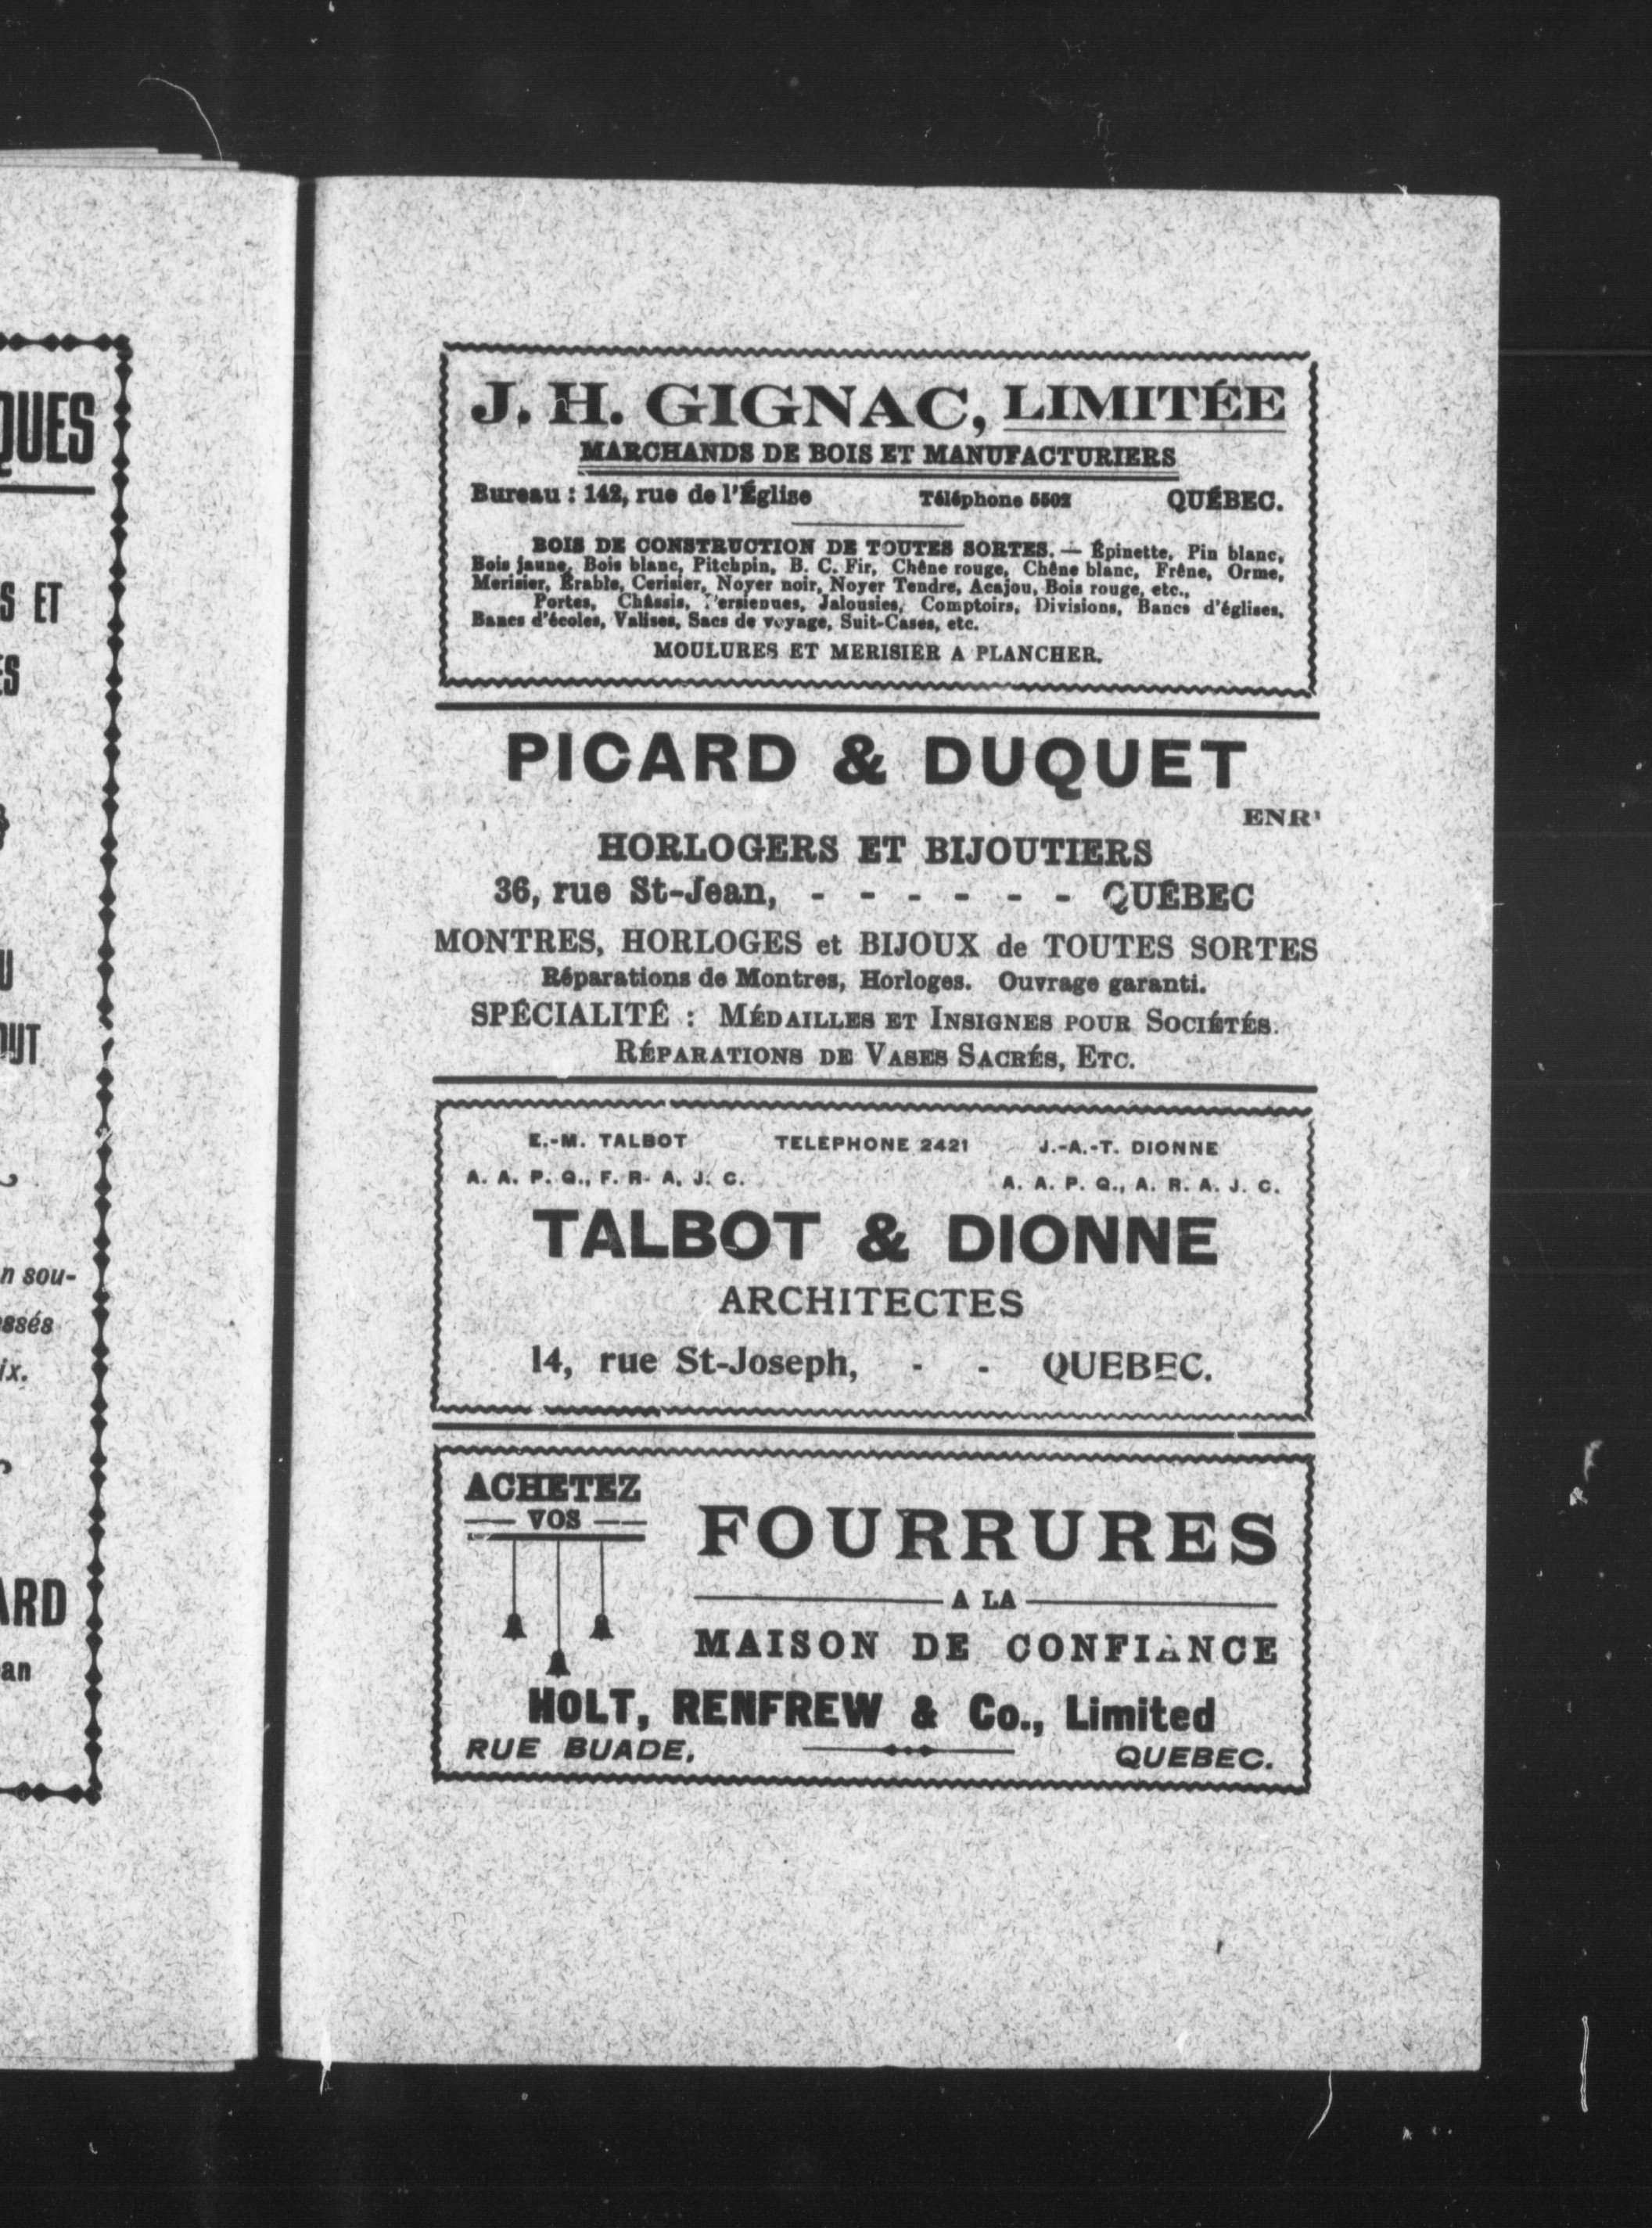 QUES
S ET
ES
U
OUT
n sou-
essés
ix.
ARD
an
J. H. GIGNAC, LIMITÉE
MARCHANDS DE BOIS ET MANUFACTURIERS
Bureau : 142, rue de l'Église Téléphone 5502 QUÉBEC.
BOIS DE CONSTRUCTION DE TOUTES SORTES. — Épinette, Pin blanc,
Bois jaune, Bois blanc, Pitchpin, B. C. Fir, Chêne rouge, Chêne blanc, Frêne, Orme,
Merisier, Érable, Cerisier, Noyer noir, Noyer Tendre, Acajou, Bois rouge, etc.,
Portes, Châssis, Persiennes, Jalousies, Comptoirs, Divisions, Bancs d'églises,
Bancs d'écoles, Valises, Sacs de voyage, Suit-Cases, etc.
MOULURES ET MERISIER A PLANCHER.
PICARD & DUQUET
ENR'
HORLOGERS ET BIJOUTIERS
36, rue St-Jean, - - - - - - QUÉBEC
MONTRES, HORLOGES et BIJOUX de TOUTES SORTES
Réparations de Montres, Horloges. Ouvrage garanti.
SPÉCIALITÉ : MÉDAILLES ET INSIGNES POUR SOCIÉTÉS.
RÉPARATIONS DE VASES SACRÉS, ETC.
E.-M. TALBOT TELEPHONE 2421 J.-A.-T. DIONNE
A. A. P. Q., F. R. A. J. C. A. A. P. Q., A. R. A. J. C.
TALBOT & DIONNE
ARCHITECTES
14, rue St-Joseph, - - QUEBEC.
ACHETEZ
VOS
FOURRURES
A LA
MAISON DE CONFIANCE
HOLT, RENFREW & Co., Limited
RUE BUADE, QUEBEC.